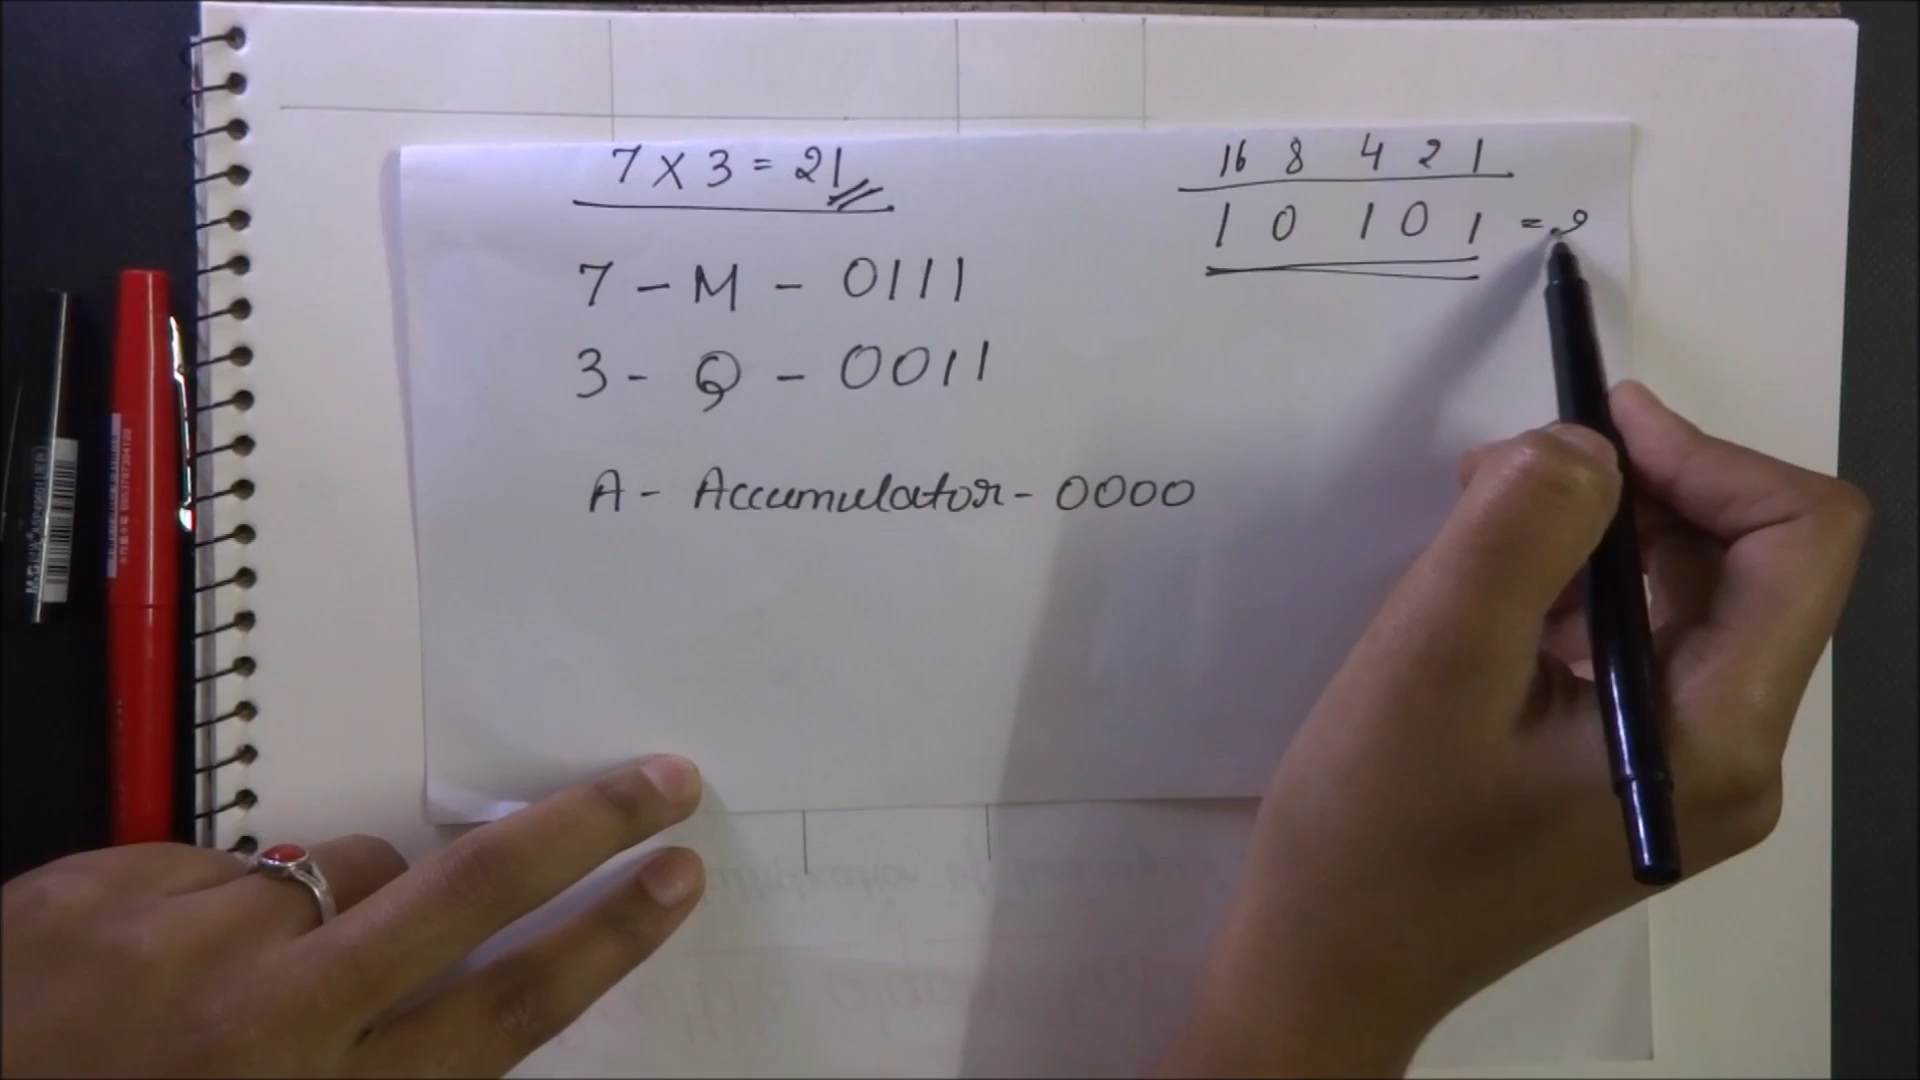 7 X 3 = 21
16 8 4 2 1
1 0 1 0 1 =
7 - M - 0111
3 - Q - 0011
A - Accumulator - 0000